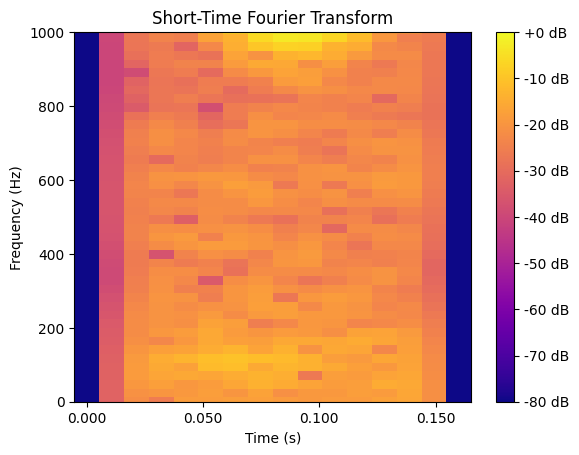 Short-Time Fourier Transform
1000
800
600
400
200
0
Frequency (Hz)
0.000
0.050
0.100
0.150
Time (s)
+0 dB
-10 dB
-20 dB
-30 dB
-40 dB
-50 dB
-60 dB
-70 dB
-80 dB